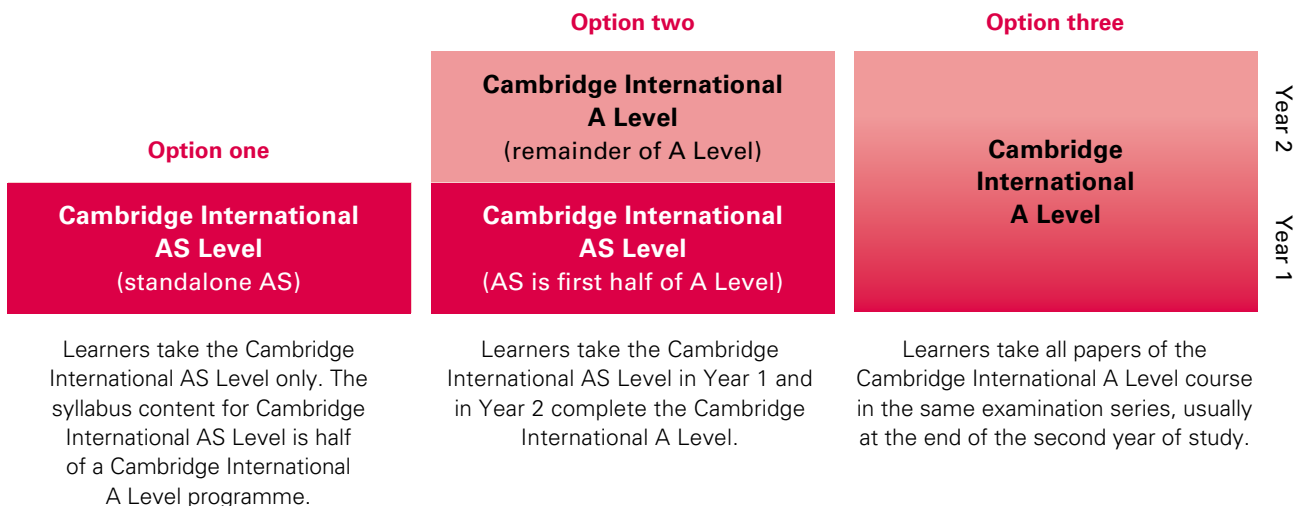 Option one
Cambridge International
AS Level
(standalone AS)
Learners take the Cambridge
International AS Level only. The
syllabus content for Cambridge
International AS Level is half
of a Cambridge International
A Level programme.
Option two
Cambridge International
A Level
(remainder of A Level)
Cambridge International
AS Level
(AS is first half of A Level)
Learners take the Cambridge
International AS Level in Year 1 and
in Year 2 complete the Cambridge
International A Level.
Option three
Cambridge
International
A Level
Learners take all papers of the
Cambridge International A Level course
in the same examination series, usually
at the end of the second year of study.
Year 2
Year 1